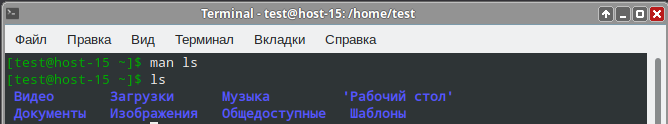 Terminal - test@host-15: /home/test
Файл Правка Вид Терминал Вкладки Справка
[test@host-15 ~]$ man ls
[test@host-15 ~]$ ls
Видео Загрузки Музыка 'Рабочий стол'
Документы Изображения Общедоступные Шаблоны